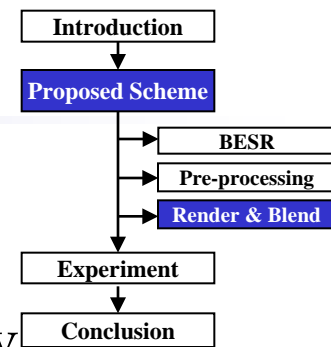 Introduction
Proposed Scheme
BESR
Pre-processing
Render & Blend
Experiment
Conclusion